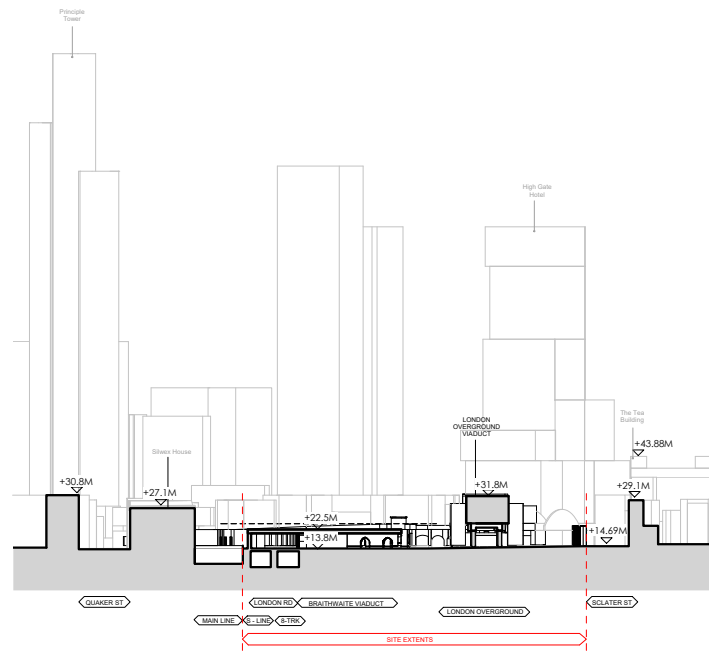 Principle
Tower
High Gate
Hotel
LONDON
OVERGROUND
VIADUCT
The Tea
Building
Silwex House
+43.88M
+30.8M
+27.1M
+31.8M
+29.1M
+22.5M
+13.8M
+14.69M
QUAKER ST
LONDON RD
BRAITHWAITE VIADUCT
LONDON OVERGROUND
SCLATER ST
MAIN LINE
S - LINE
8-TRK
SITE EXTENTS